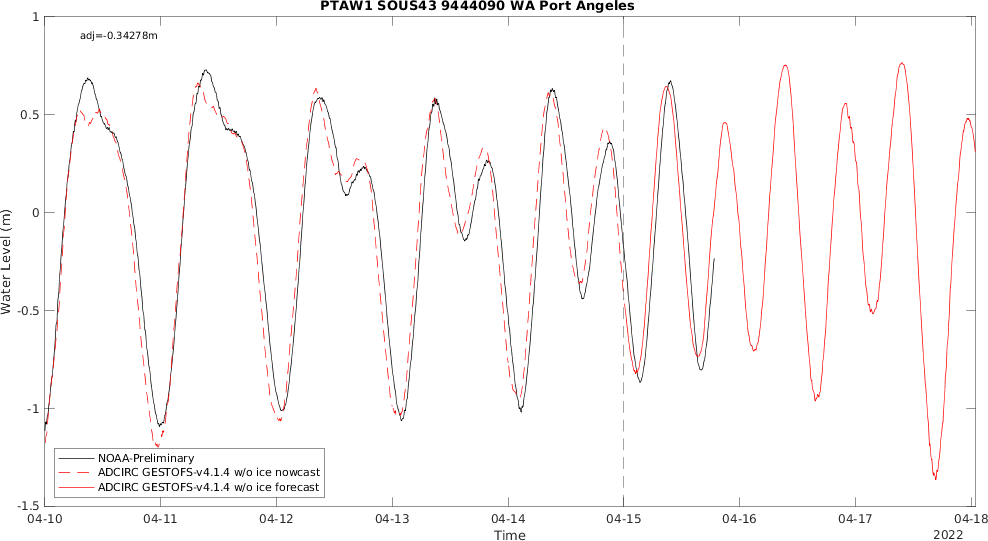 PTAW1 SOUS43 9444090 WA Port Angeles
adj=-0.34278m
1
0.5
0
-0.5
-1
-1.5
Water Level (m)
NOAA-Preliminary
ADCIRC GESTOFS-v4.1.4 w/o ice nowcast
ADCIRC GESTOFS-v4.1.4 w/o ice forecast
04-10 04-11 04-12 04-13 04-14 04-15 04-16 04-17 04-18
Time
2022